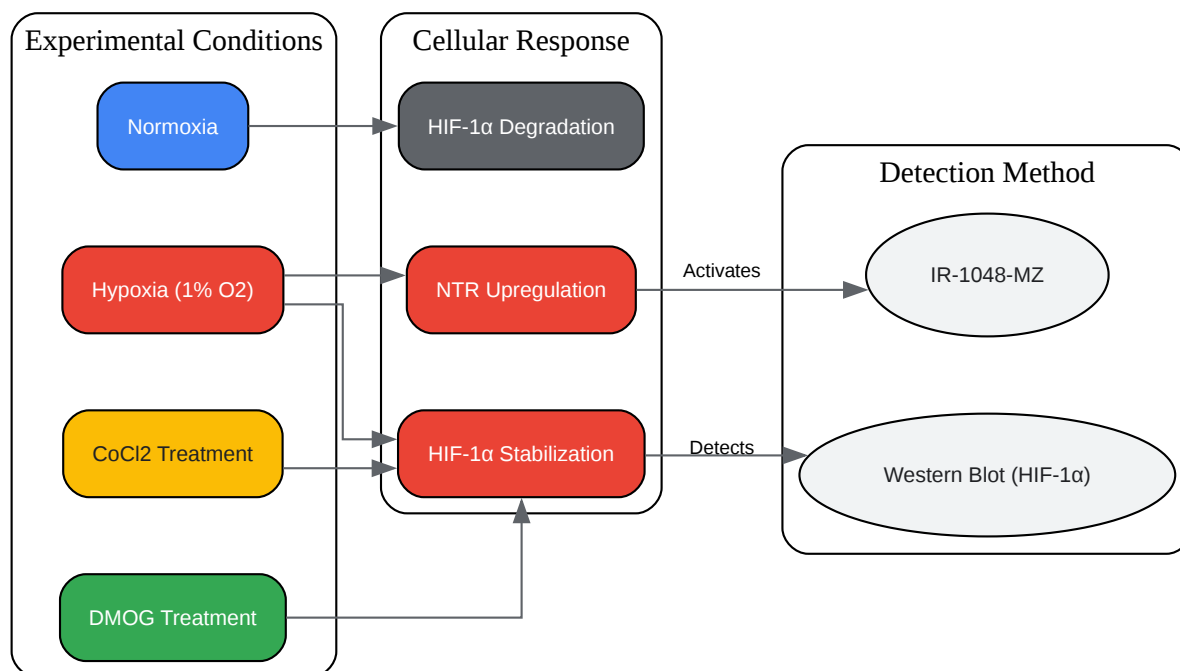 Experimental Conditions
Cellular Response
Normoxia
HIF-1α Degradation
Detection Method
Hypoxia (1% O2)
NTR Upregulation
Activates
IR-1048-MZ
CoCl2 Treatment
HIF-1α Stabilization
Detects
Western Blot (HIF-1α)
DMOG Treatment